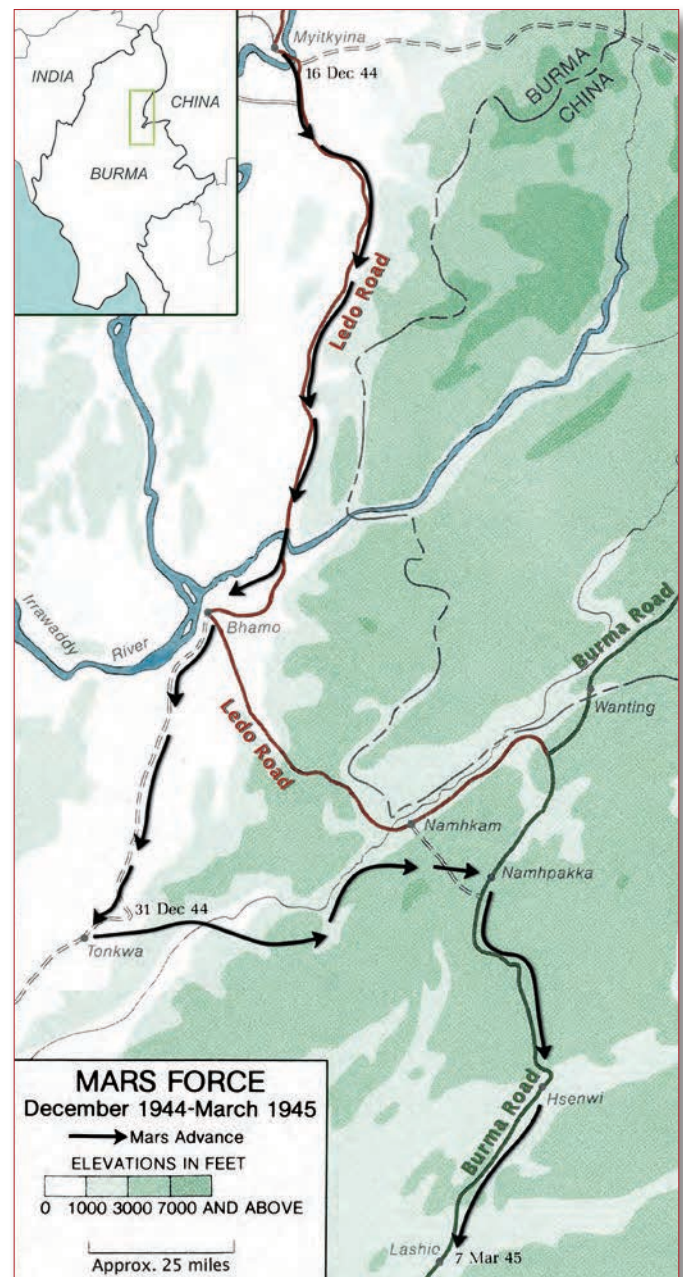 Myitkyina
16 Dec 44
INDIA
CHINA
BURMA
BURMA
CHINA
Ledo Road
Irrawaddy
River
Bhamo
Burma Road
Wanting
Ledo Road
Namhkam
Namhpakka
31 Dec 44
Tonkwa
Burma Road
Hsenwi
Lashio
7 Mar 45
MARS FORCE
December 1944-March 1945
Mars Advance
ELEVATIONS IN FEET
0 1000 3000 7000 AND ABOVE
Approx. 25 miles